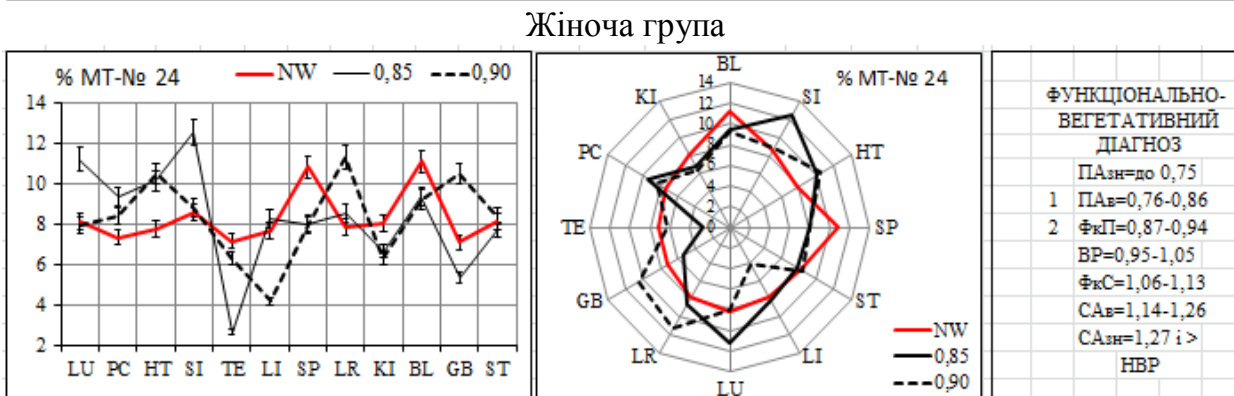 Жіноча група
% МТ-№ 24 NW 0,85 0,90
14
12
10
8
6
4
2
LU PC HT SI TE LI SP LR KI BL GB ST
% МТ-№ 24
BL
SI
HT
SP
ST
LI
LU
LR
GB
TE
PC
KI
14
12
10
8
6
4
2
0
NW
0,85
0,90
ФУНКЦІОНАЛЬНО-
ВЕГЕТАТИВНИЙ
ДІАГНОЗ
ПАзн=до 0,75
1 ПАв=0,76-0,86
2 ФкП=0,87-0,94
ВР=0,95-1,05
ФкС=1,06-1,13
САв=1,14-1,26
САзн=1,27 і >
НВР